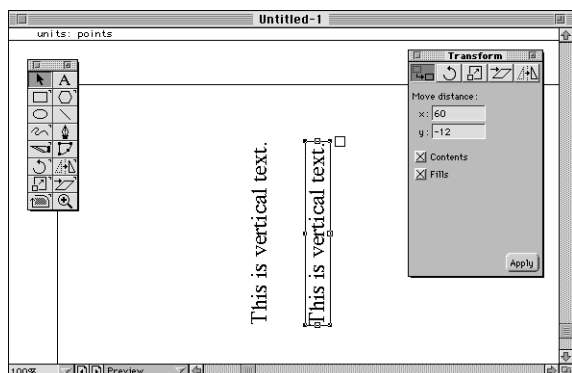 Untitled-1
units: points
A
Transform
Move distance:
x: 60
y: -12
Contents
Fills
Apply
This is vertical text.
This is vertical text.
100%
Preview